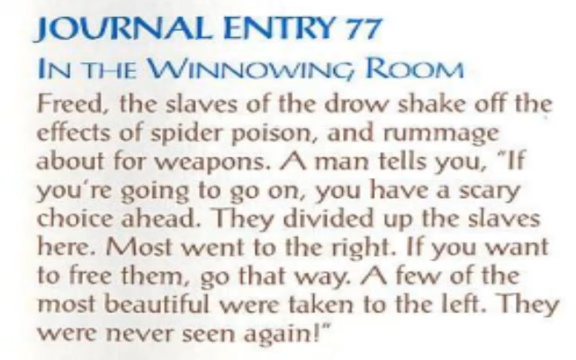 JOURNAL ENTRY 77
IN THE WINNOWING ROOM
Freed, the slaves of the drow shake off the
effects of spider poison, and rummage
about for weapons. A man tells you, "If
you're going to go on, you have a scary
choice ahead. They divided up the slaves
here. Most went to the right. If you want
to free them, go that way. A few of the
most beautiful were taken to the left. They
were never seen again!"